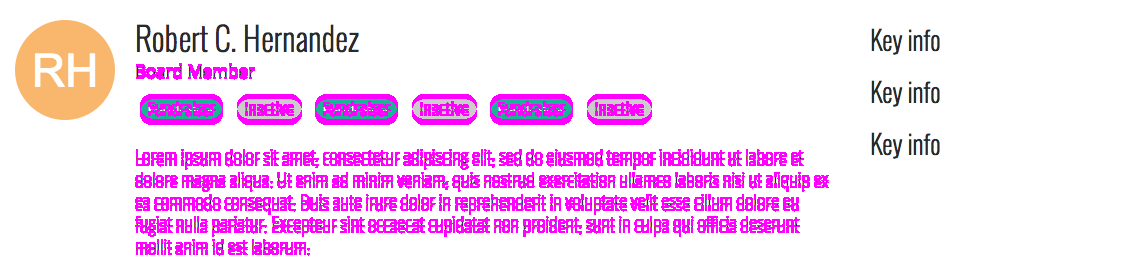 RH
Robert C. Hernandez
Board Member
Inactive Inactive Inactive
Lorem ipsum dolor sit amet, consectetur adipiscing elit, sed do eiusmod tempor incididunt ut labore et
dolore magna aliqua. Ut enim ad minim veniam, quis nostrud exercitation ullamco laboris nisi ut aliquip ex
ea commodo consequat. Duis aute irure dolor in reprehenderit in voluptate velit esse cillum dolore eu
fugiat nulla pariatur. Excepteur sint occaecat cupidatat non proident, sunt in culpa qui officia deserunt
mollit anim id est laborum.
Key info
Key info
Key info